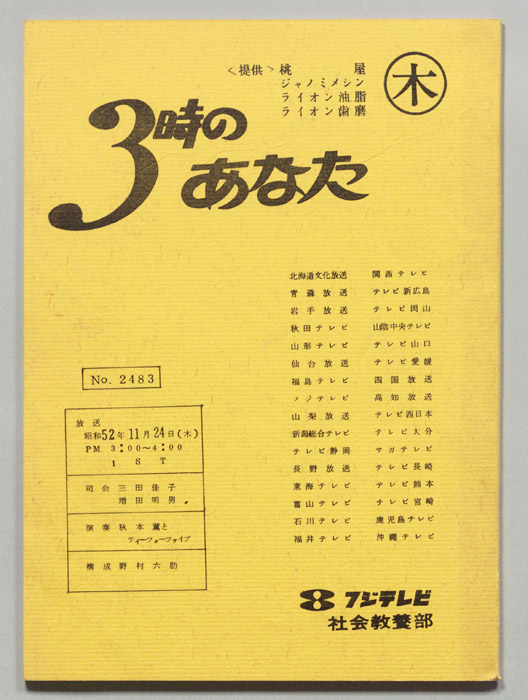 ＜提供＞ 桃屋
ジャノミメシン
ライオン油脂
ライオン歯磨
木
3時の
あなた
北海道文化放送
青森放送
岩手放送
秋田テレビ
山形テレビ
仙台放送
福島テレビ
ノノテレビ
山梨放送
新潟総合テレビ
テレビ静岡
長野放送
東海テレビ
富山テレビ
石川テレビ
福井テレビ
関西テレビ
テレビ新広島
テレビ岡山
山陰中央テレビ
テレビ山口
テレビ愛媛
四国放送
高知放送
テレビ西日本
テレビ大分
サガテレビ
テレビ長崎
テレビ熊本
テレビ宮崎
鹿児島テレビ
沖縄テレビ
No. 2483
放送
昭和52年11月24日(木)
PM 3:00〜4:00
1 S T
司会 三田佳子
増田明男
演奏 秋本薫と
ティーフォーファイブ
構成 野村六肋
8 フジテレビ
社会教養部